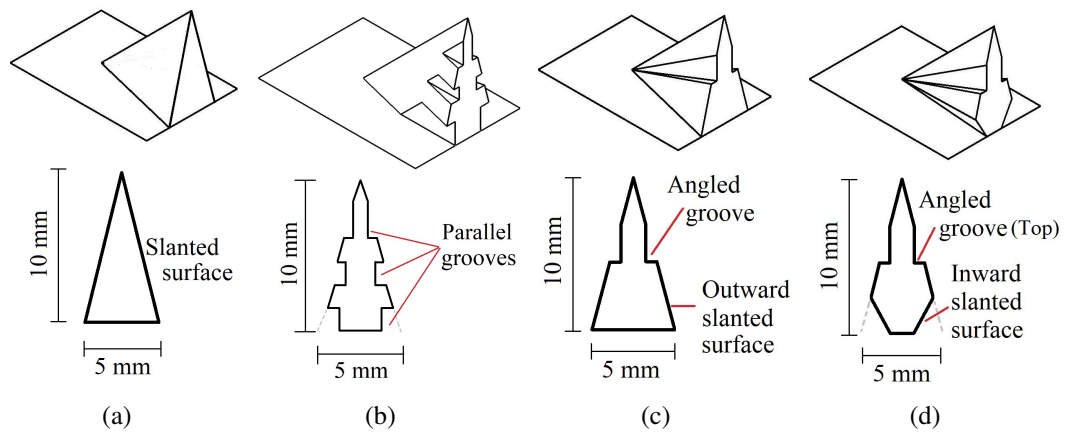 10 mm
Slanted
surface
5 mm
(a)
10 mm
Parallel
grooves
5 mm
(b)
10 mm
Angled
groove
Outward
slanted
surface
5 mm
(c)
10 mm
Angled
groove (Top)
Inward
slanted
surface
5 mm
(d)